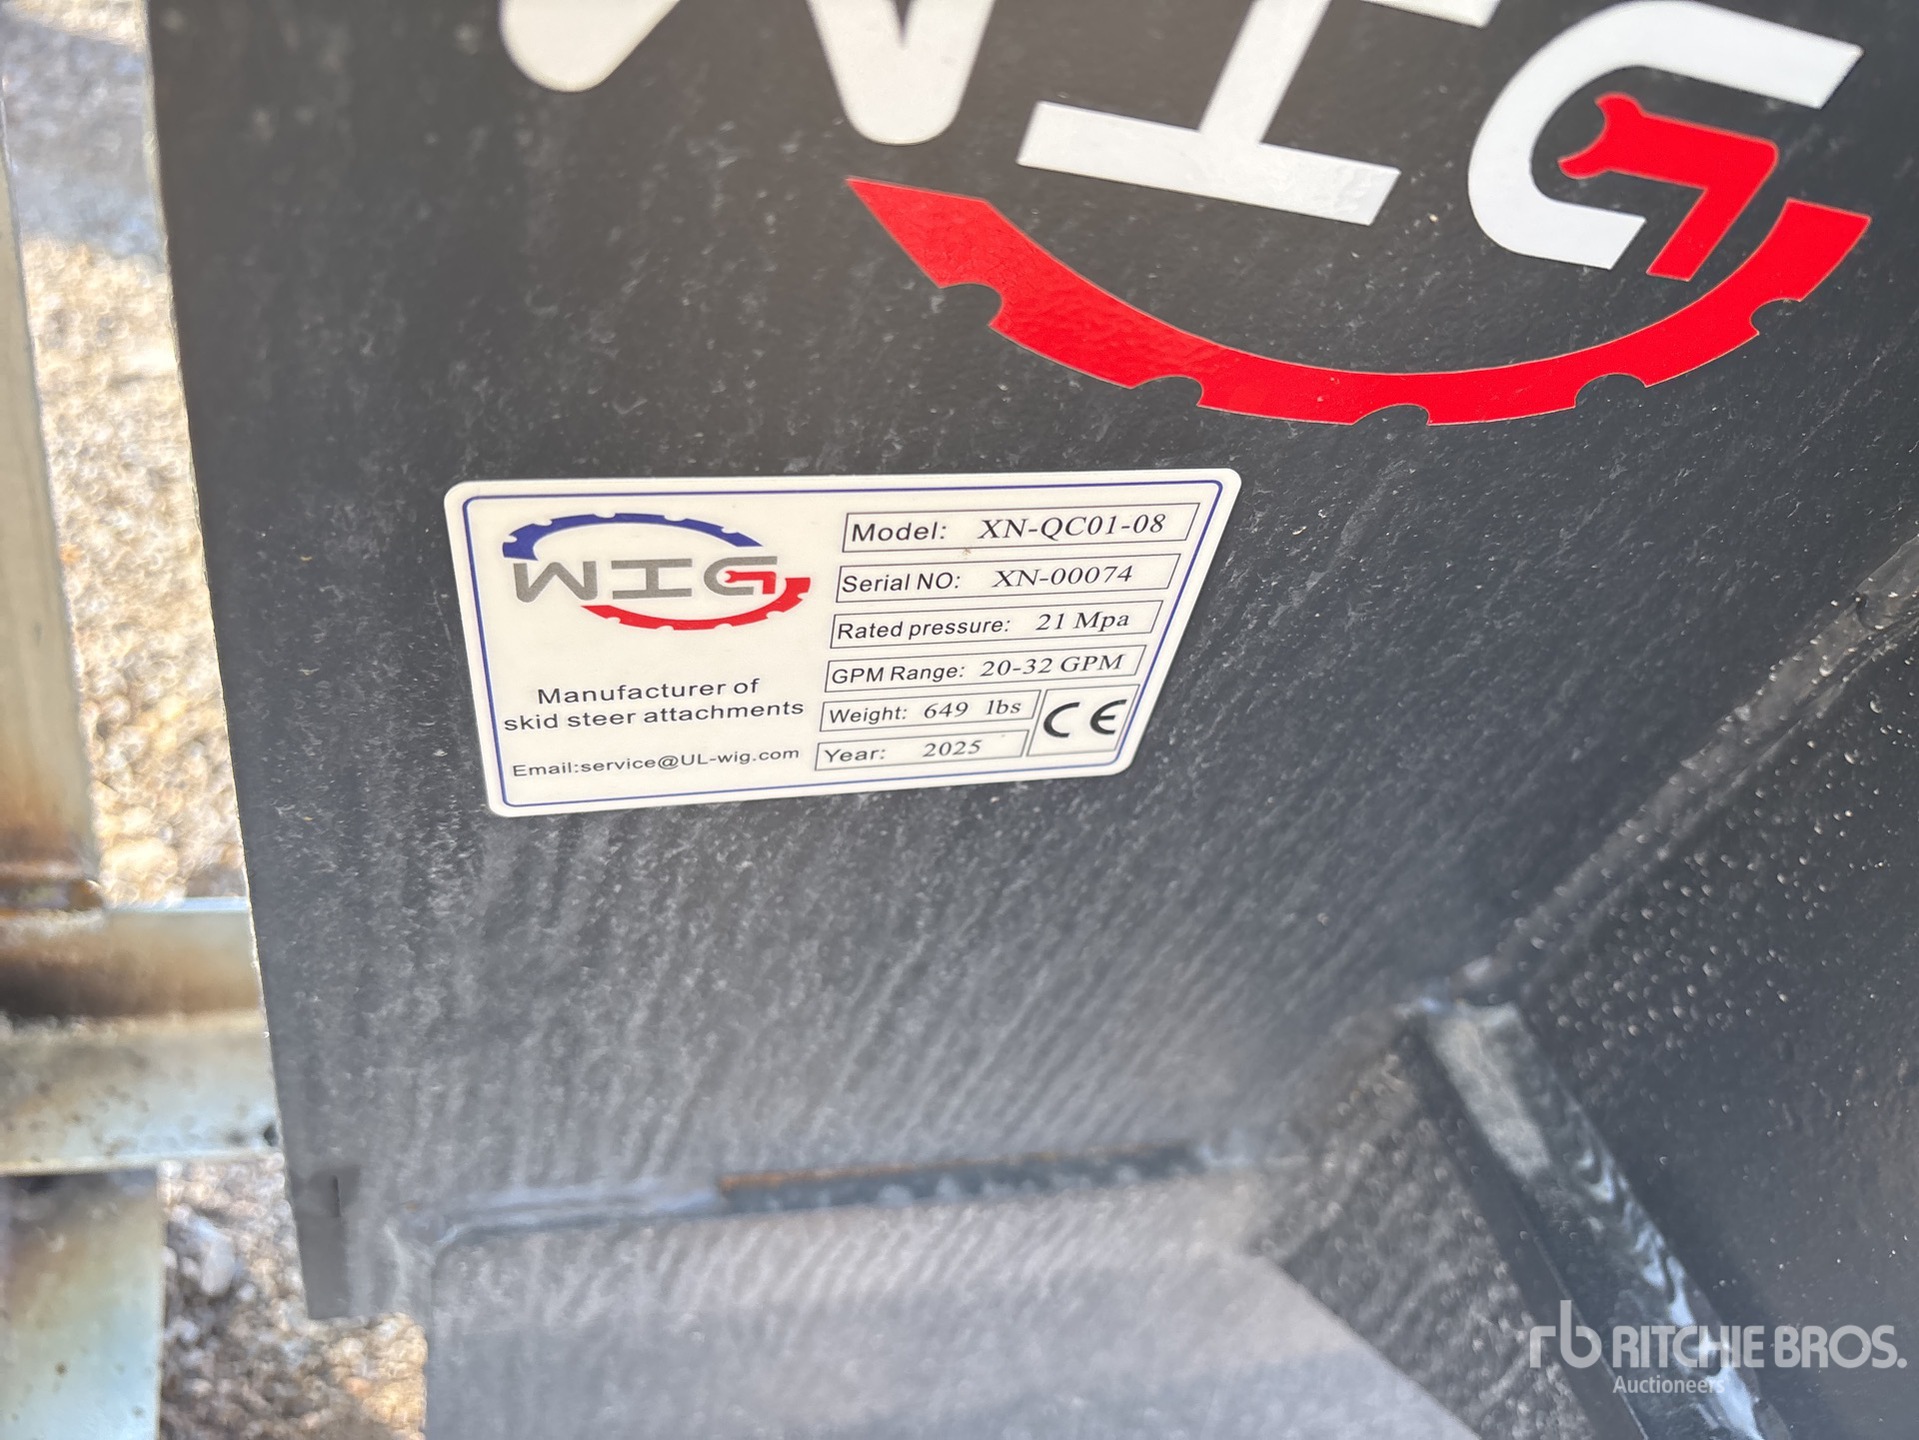 WIG
WIG
Manufacturer of
skid steer attachments
Email:service@UL-wig.com
Model: XN-QC01-08
Serial NO: XN-00074
Rated pressure: 21 Mpa
GPM Range: 20-32 GPM
Weight: 649 lbs
Year: 2025
CE
rb RITCHIE BROS.
Auctioneers